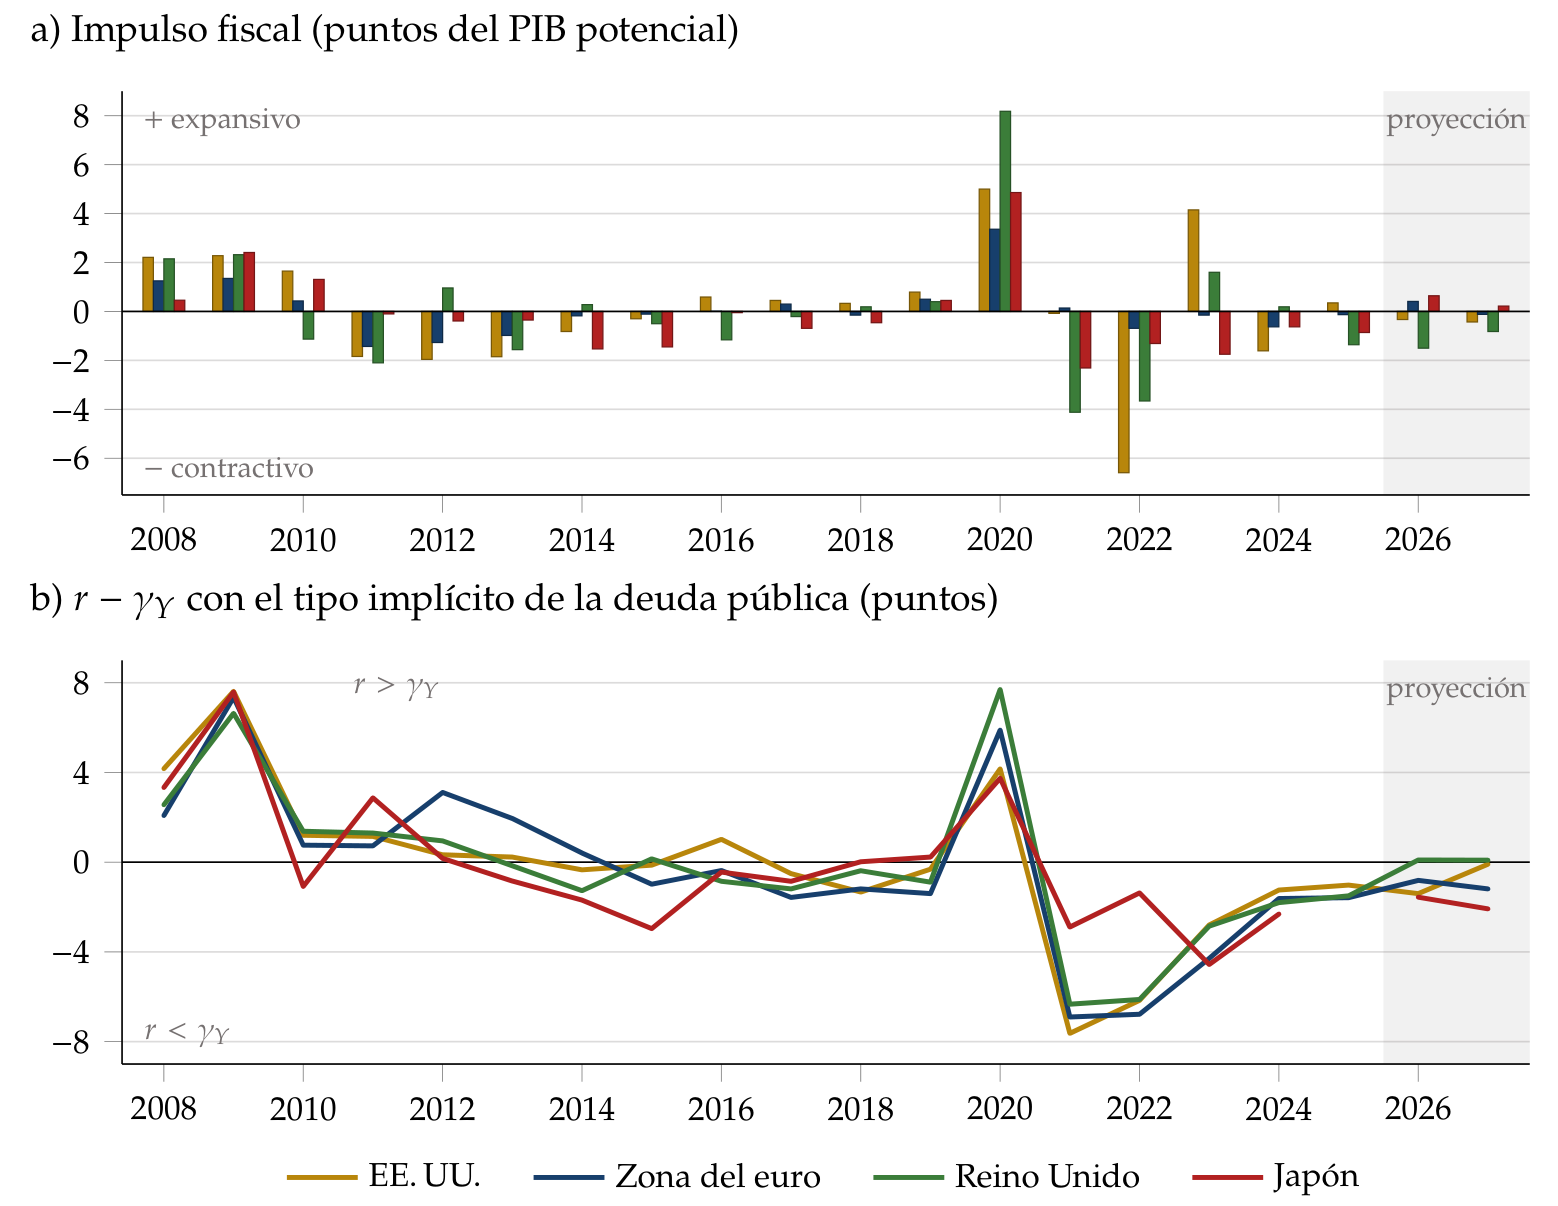 a) Impulso fiscal (puntos del PIB potencial)
8
6
4
2
0
−2
−4
−6
+ expansivo
proyección
− contractivo
2008 2010 2012 2014 2016 2018 2020 2022 2024 2026
b) r − γY con el tipo implícito de la deuda pública (puntos)
8
4
0
−4
−8
r > γY
proyección
r < γY
2008 2010 2012 2014 2016 2018 2020 2022 2024 2026
EE. UU. Zona del euro Reino Unido Japón